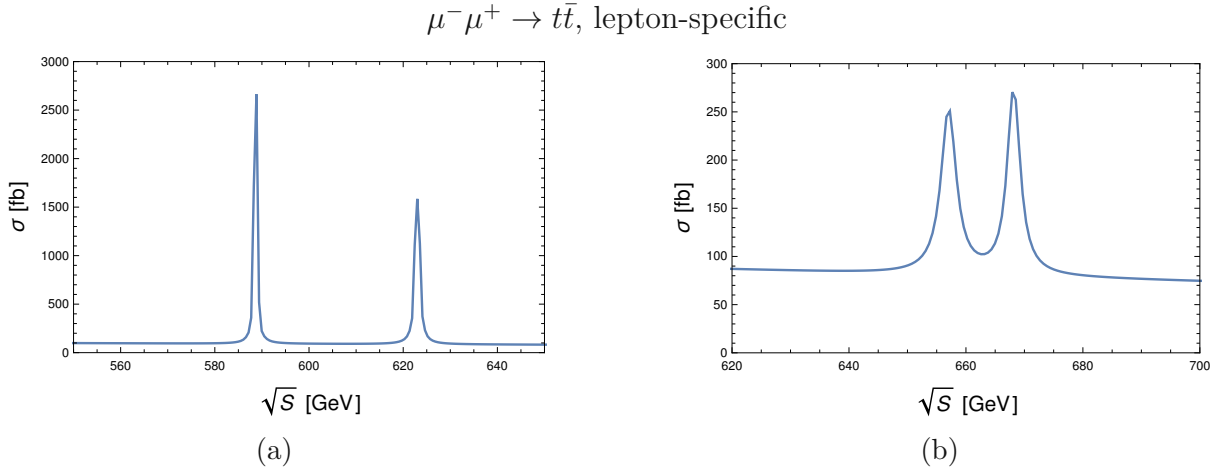 μ⁻μ⁺ → tt̄, lepton-specific
3000
2500
2000
1500
1000
500
0
σ [fb]
560 580 600 620 640
√S [GeV]
(a)
300
250
200
150
100
50
0
σ [fb]
620 640 660 680 700
√S [GeV]
(b)